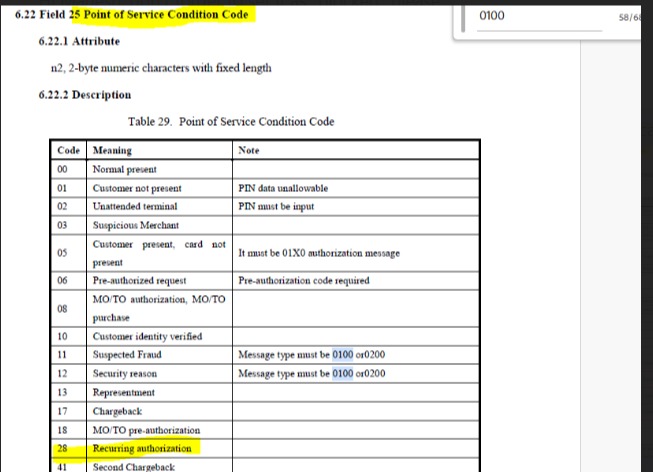 6.22 Field 25 Point of Service Condition Code
0100
58/6
6.22.1 Attribute
n2, 2-byte numeric characters with fixed length
6.22.2 Description
Table 29. Point of Service Condition Code
Code Meaning Note
00 Normal present
01 Customer not present PIN data unallowable
02 Unattended terminal PIN must be input
03 Suspicious Merchant
05 Customer present, card not
present It must be 01X0 authorization message
06 Pre-authorized request Pre-authorization code required
08 MO/TO authorization, MO/TO
purchase
10 Customer identity verified
11 Suspected Fraud Message type must be 0100 or0200
12 Security reason Message type must be 0100 or0200
13 Representment
17 Chargeback
18 MO/TO pre-authorization
28 Recurring authorization
41 Second Chargeback